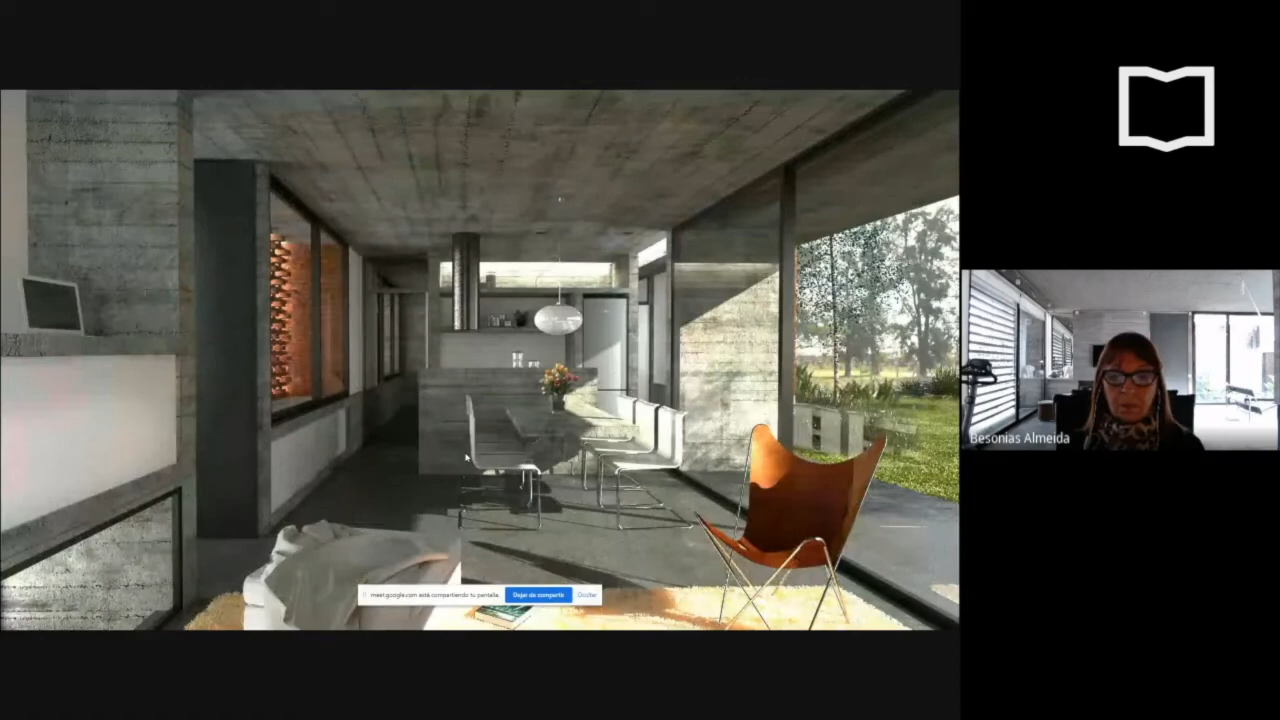 meet.google.com está compartiendo tu pantalla.
Dejar de compartir
Ocultar
Besonias Almeida